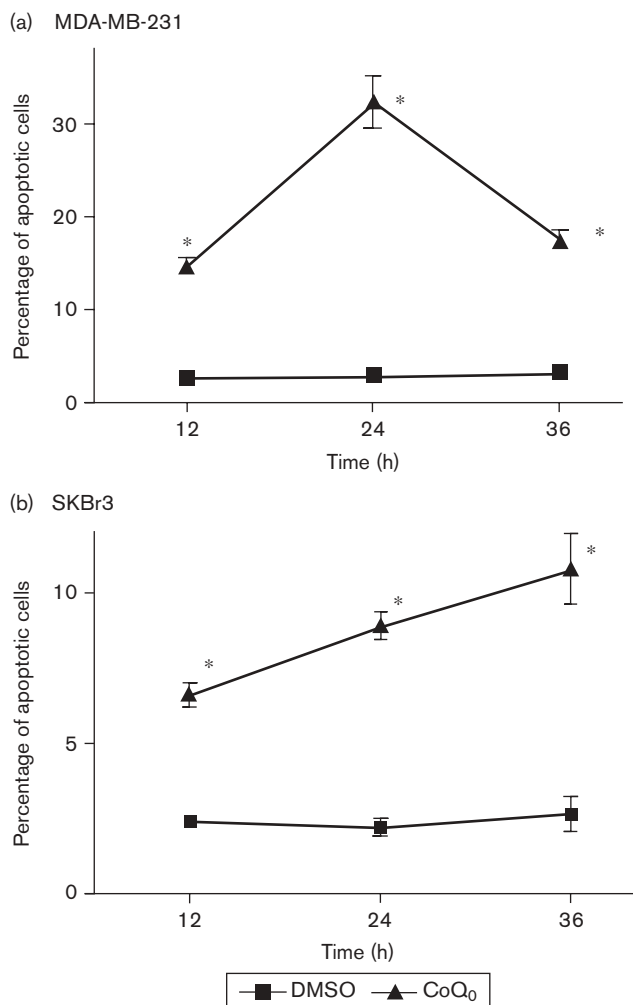 (a) MDA-MB-231
Percentage of apoptotic cells
30
20
10
0
*
*
*
12 24 36
Time (h)
(b) SKBr3
Percentage of apoptotic cells
10
5
0
*
*
*
12 24 36
Time (h)
DMSO CoQ₀